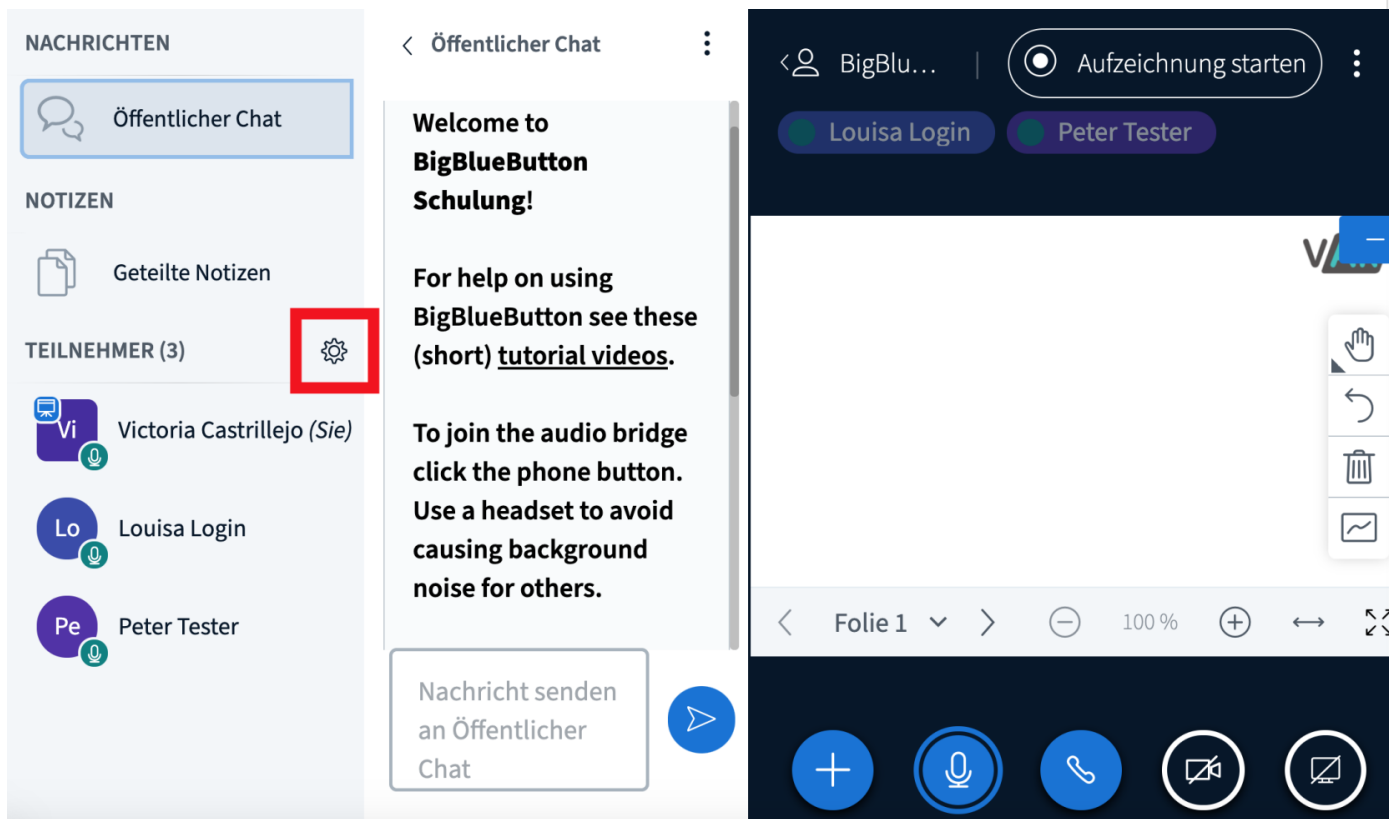 NACHRICHTEN
Öffentlicher Chat
NOTIZEN
Geteilte Notizen
TEILNEHMER (3)
Vi
Victoria Castrillejo (Sie)
Lo
Louisa Login
Pe
Peter Tester
Öffentlicher Chat
Welcome to
BigBlueButton
Schulung!
For help on using
BigBlueButton see these
(short) tutorial videos.
To join the audio bridge
click the phone button.
Use a headset to avoid
causing background
noise for others.
Nachricht senden
an Öffentlicher
Chat
BigBlu...
Aufzeichnung starten
Louisa Login
Peter Tester
Folie 1
100 %